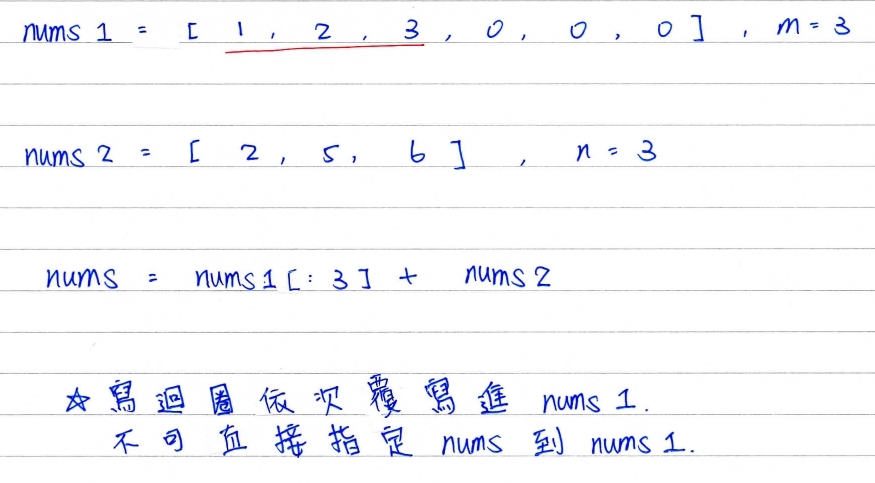 nums 1 = [ 1 , 2 , 3 , 0 , 0 , 0 ] , m = 3
nums 2 = [ 2 , 5 , 6 ] , n = 3
nums = nums 1 [ : 3 ] + nums 2
☆ 寫迴圈依次覆寫進 nums 1.
不可直接指定 nums 到 nums 1.